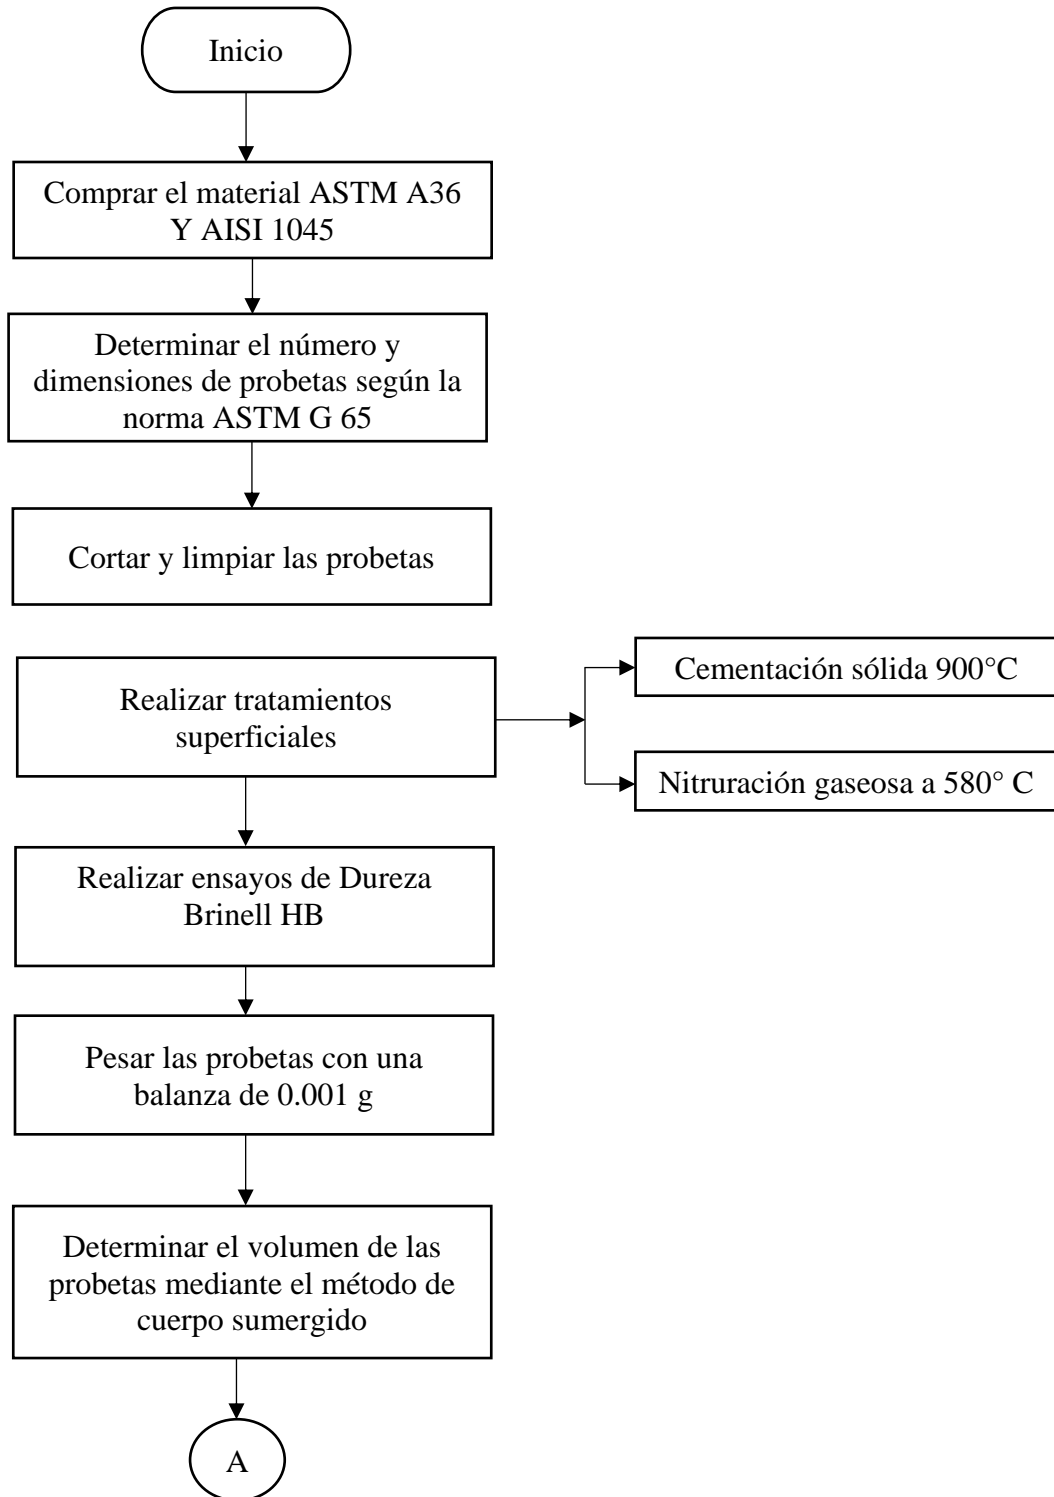 Inicio
Comprar el material ASTM A36
Y AISI 1045
Determinar el número y
dimensiones de probetas según la
norma ASTM G 65
Cortar y limpiar las probetas
Realizar tratamientos
superficiales
Cementación sólida 900°C
Nitruración gaseosa a 580° C
Realizar ensayos de Dureza
Brinell HB
Pesar las probetas con una
balanza de 0.001 g
Determinar el volumen de las
probetas mediante el método de
cuerpo sumergido
A